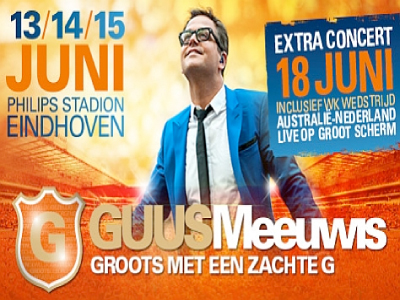 13/14/15
JUNI
PHILIPS STADION
EINDHOVEN
EXTRA CONCERT
18 JUNI
INCLUSIEF WK WEDSTRIJD
AUSTRALIË-NEDERLAND
LIVE OP GROOT SCHERM
G
GUUS Meeuwis
GROOTS MET EEN ZACHTE G